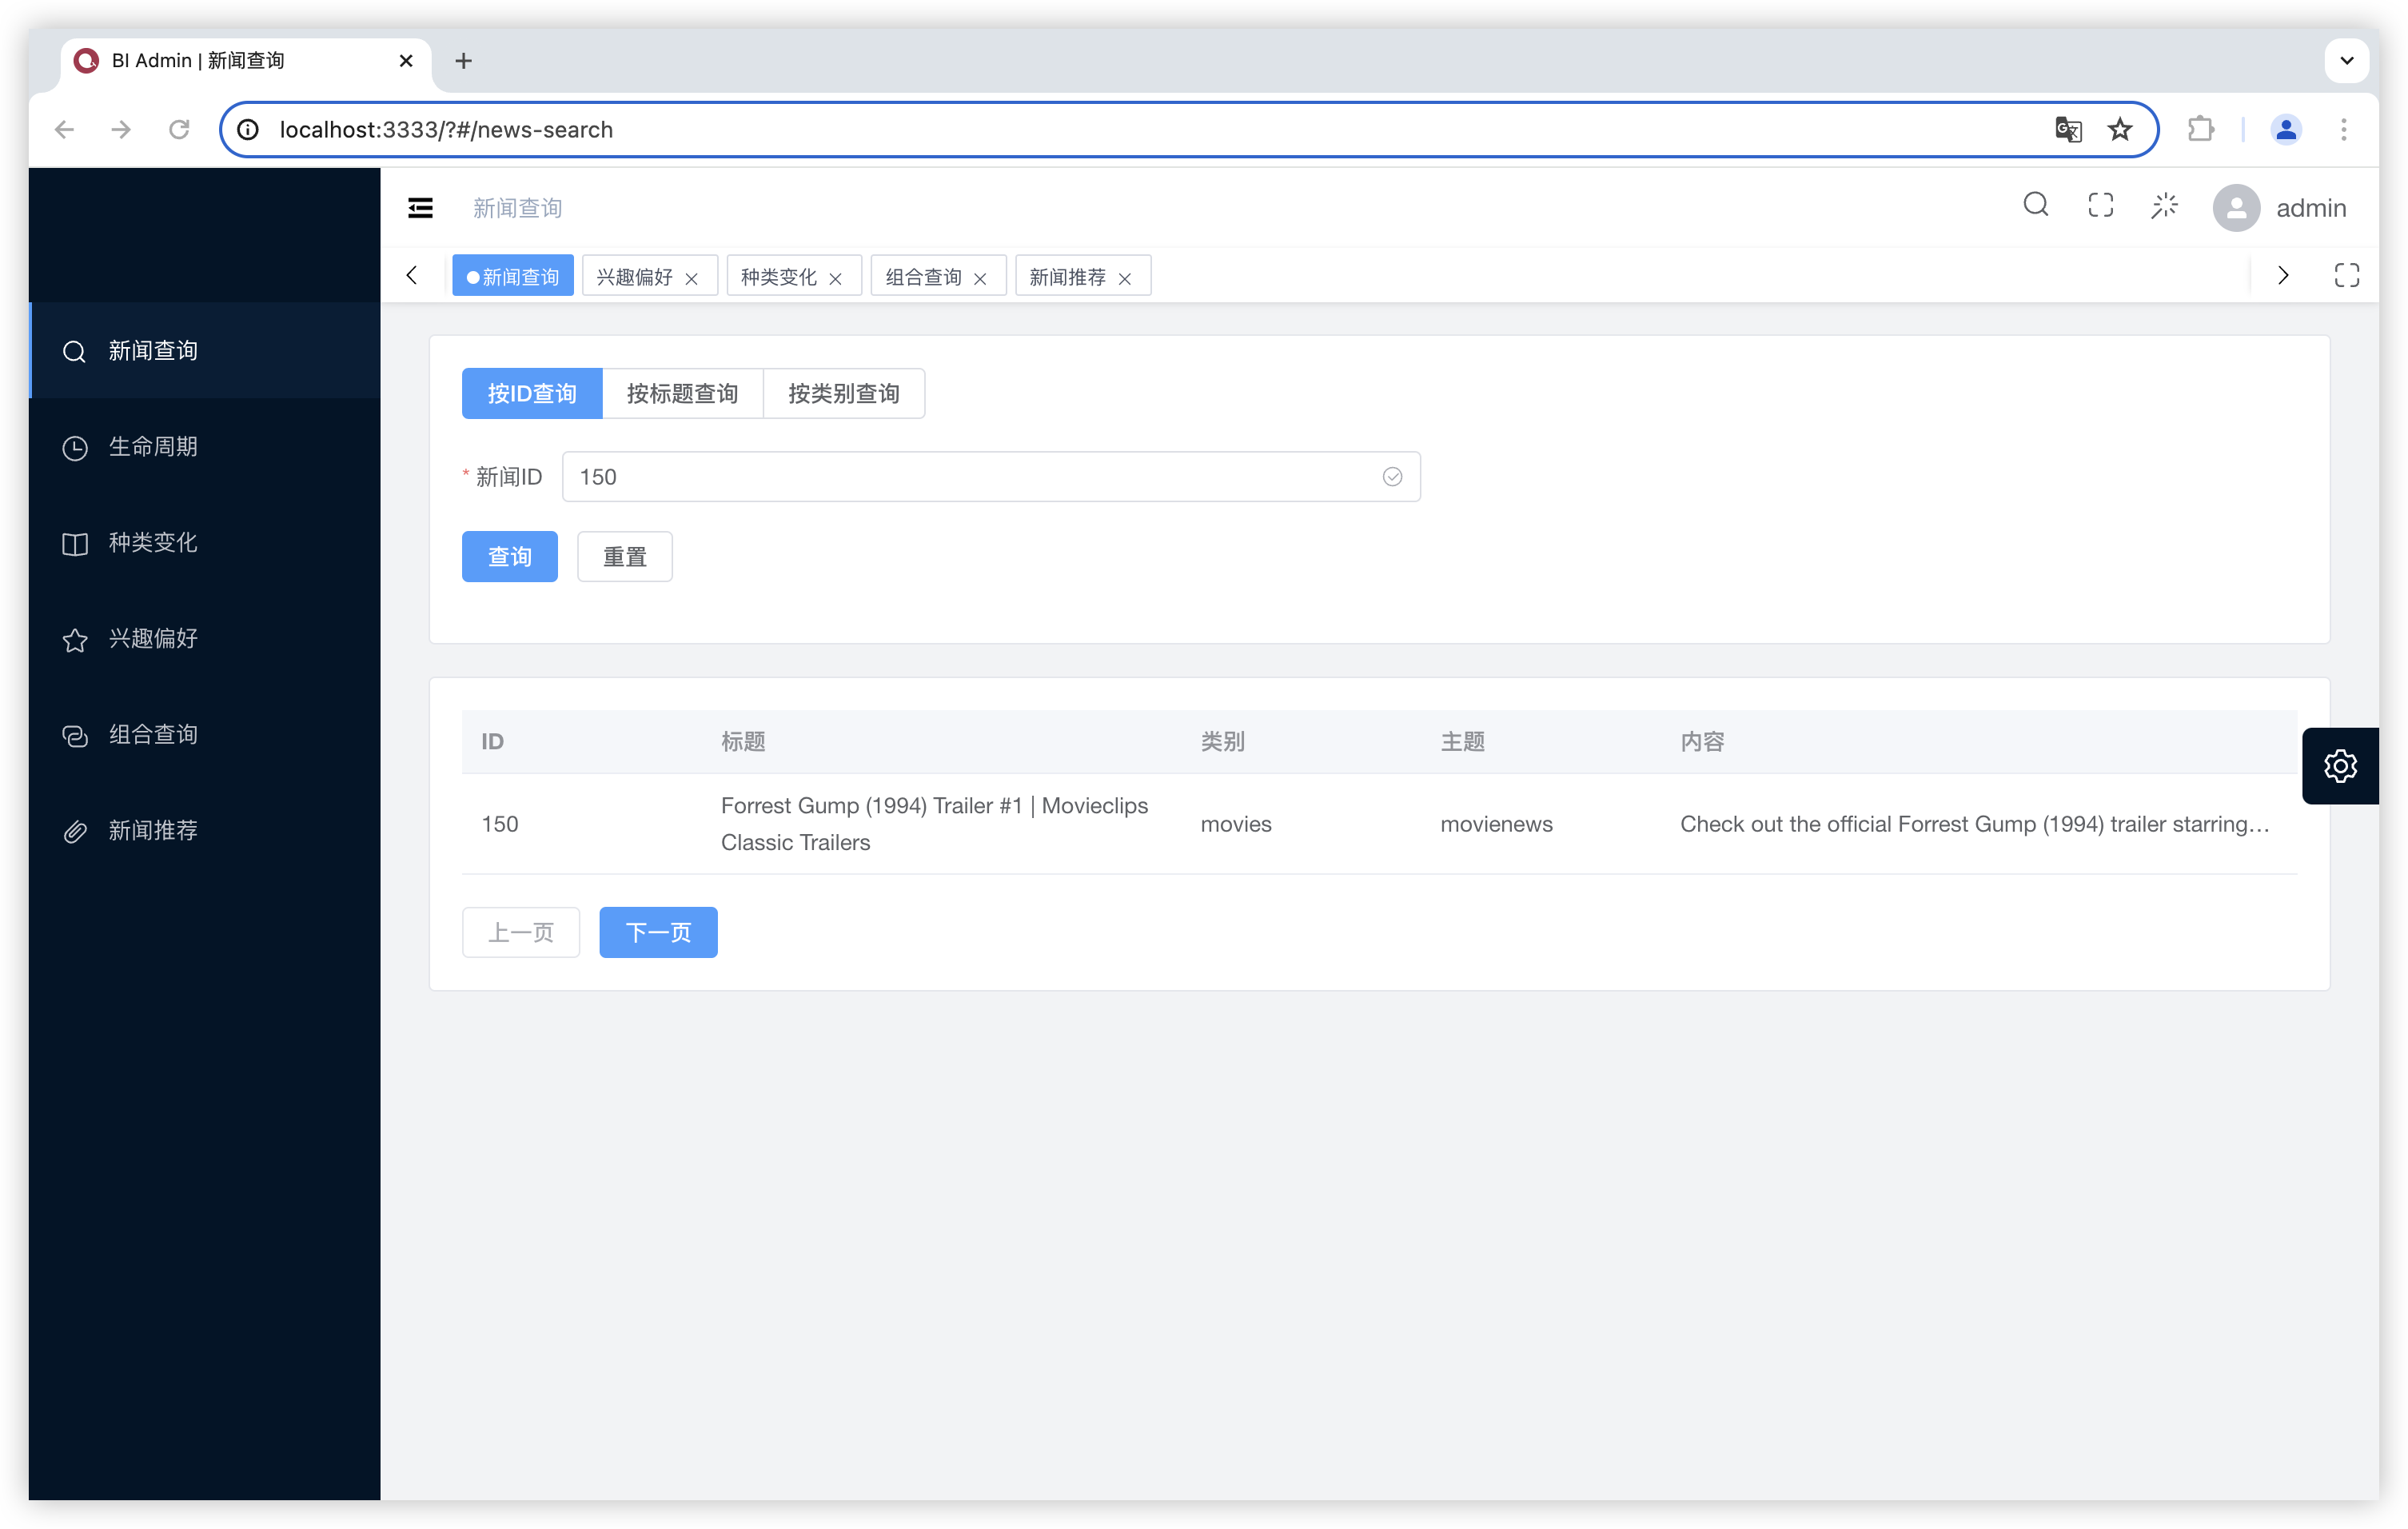 BI Admin | 新闻查询
localhost:3333/?#/news-search
新闻查询
admin
新闻查询 兴趣偏好 种类变化 组合查询 新闻推荐
新闻查询
生命周期
种类变化
兴趣偏好
组合查询
新闻推荐
按ID查询 按标题查询 按类别查询
* 新闻ID 150
查询 重置
ID 标题 类别 主题 内容
150 Forrest Gump (1994) Trailer #1 | Movieclips Classic Trailers movies movienews Check out the official Forrest Gump (1994) trailer starring…
上一页 下一页